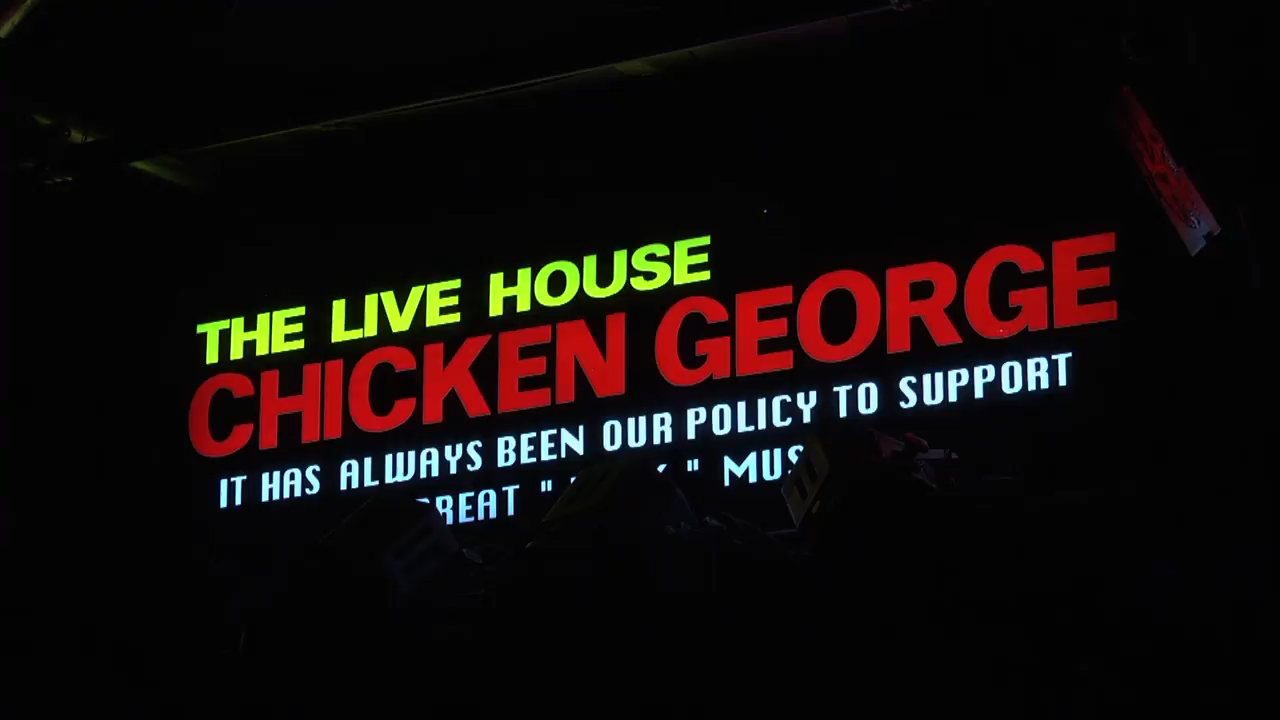 THE LIVE HOUSE
CHICKEN GEORGE
IT HAS ALWAYS BEEN OUR POLICY TO SUPPORT